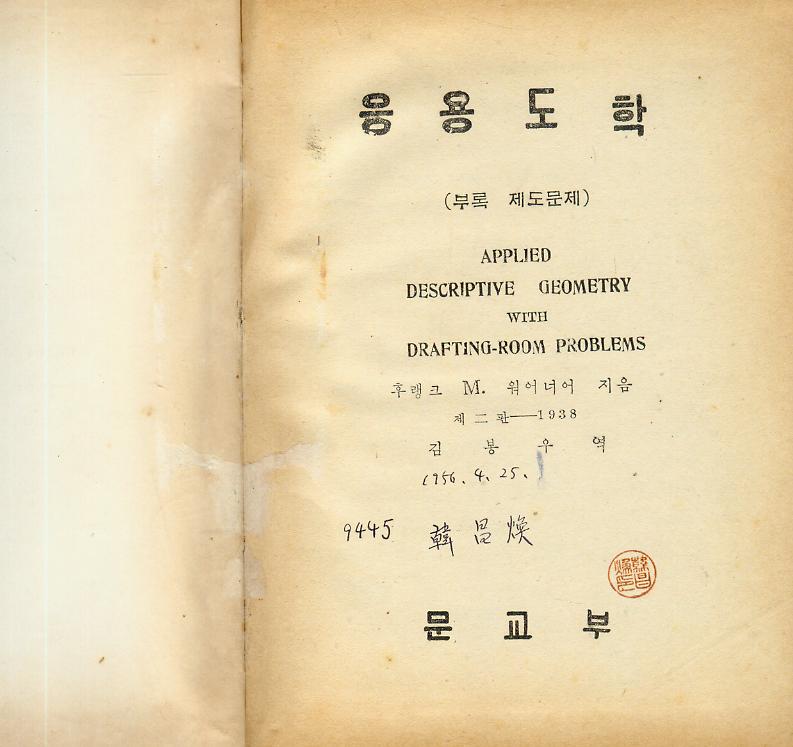 응용도학
(부록 제도문제)
APPLIED
DESCRIPTIVE GEOMETRY
WITH
DRAFTING-ROOM PROBLEMS
후랭크 M. 워어너어 지음
제 二 판——1938
김 봉 우 역
1956. 4. 25.
9445 韓昌煥
문교부